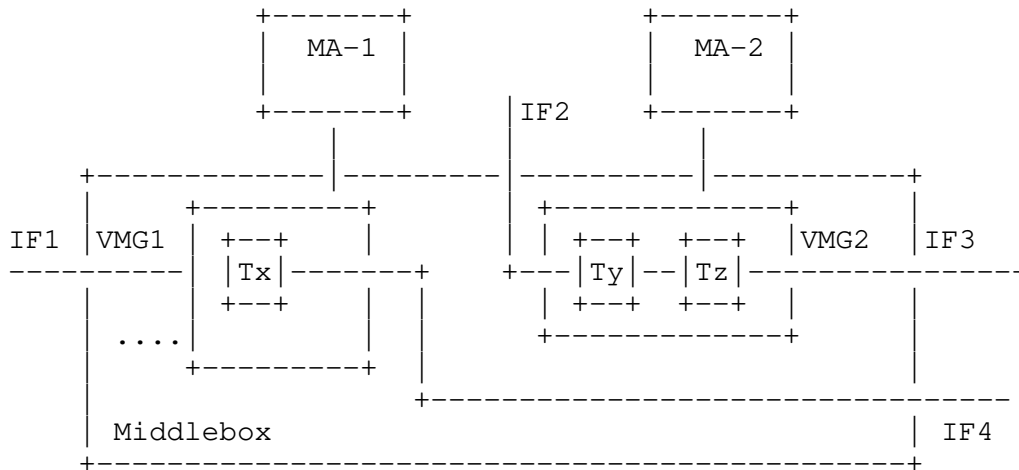 MA-1 MA-2
IF2
IF1 VMG1 VMG2 IF3
Tx Ty Tz
....
Middlebox IF4